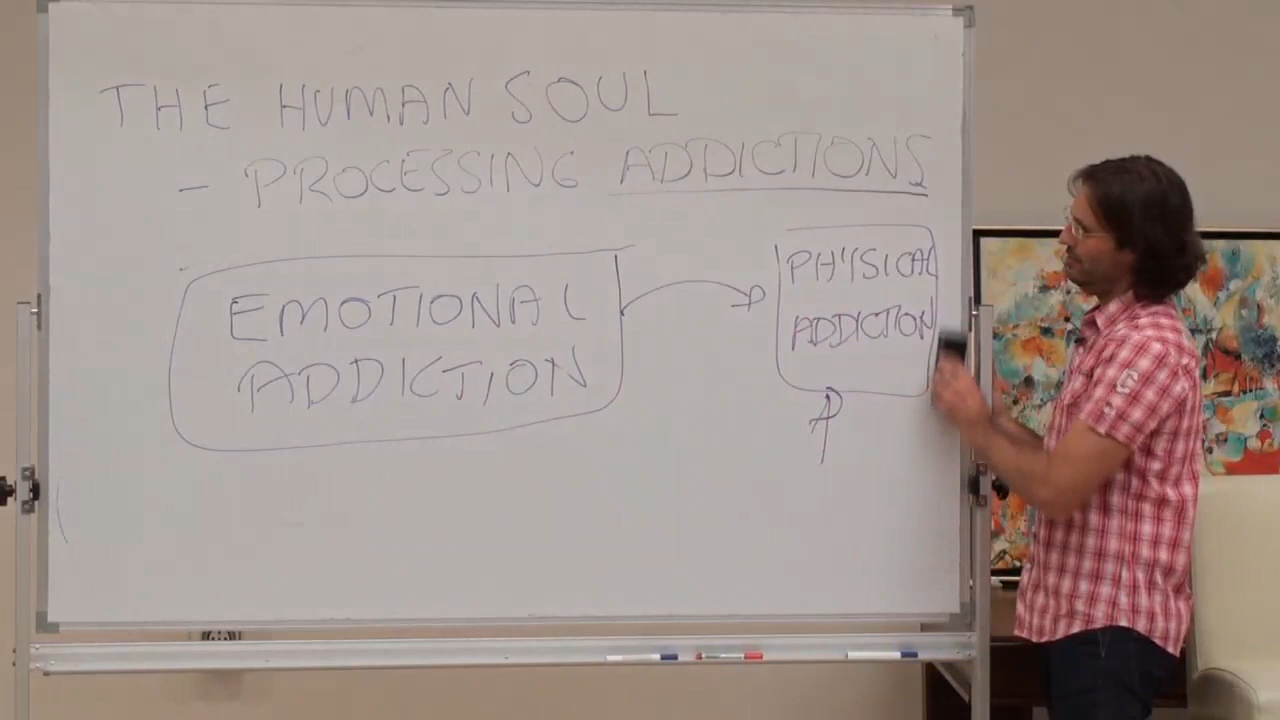 THE HUMAN SOUL
- PROCESSING ADDICTIONS
EMOTIONAL
ADDICTION
PHYSICAL
ADDICTION